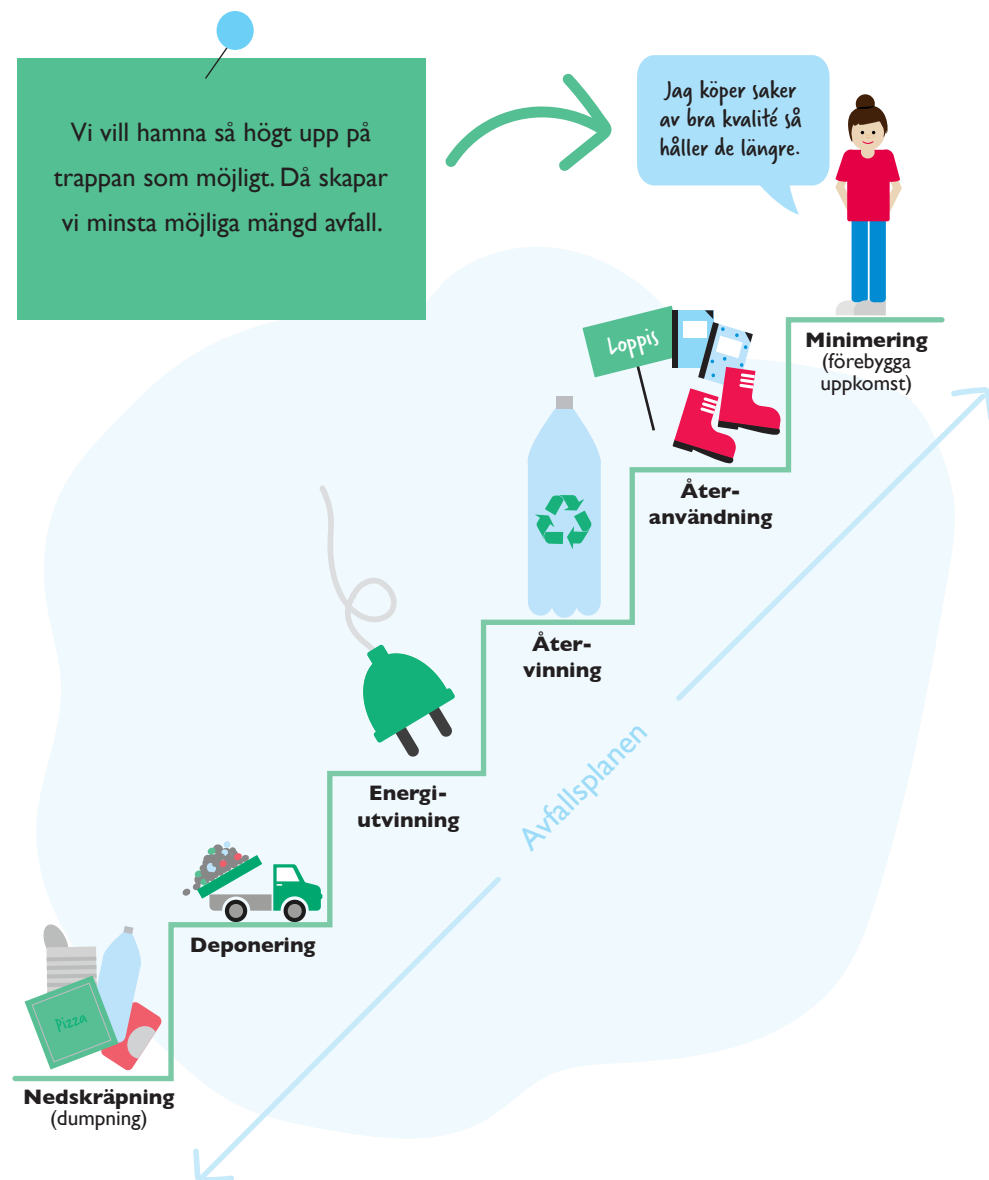 Vi vill hamna så högt upp på
trappan som möjligt. Då skapar
vi minsta möjliga mängd avfall.
Jag köper saker
av bra kvalité så
håller de längre.
Loppis
Minimering
(förebygga
uppkomst)
Åter-
användning
Åter-
vinning
Energi-
utvinning
Avfallsplanen
Deponering
Pizza
Nedskräpning
(dumpning)